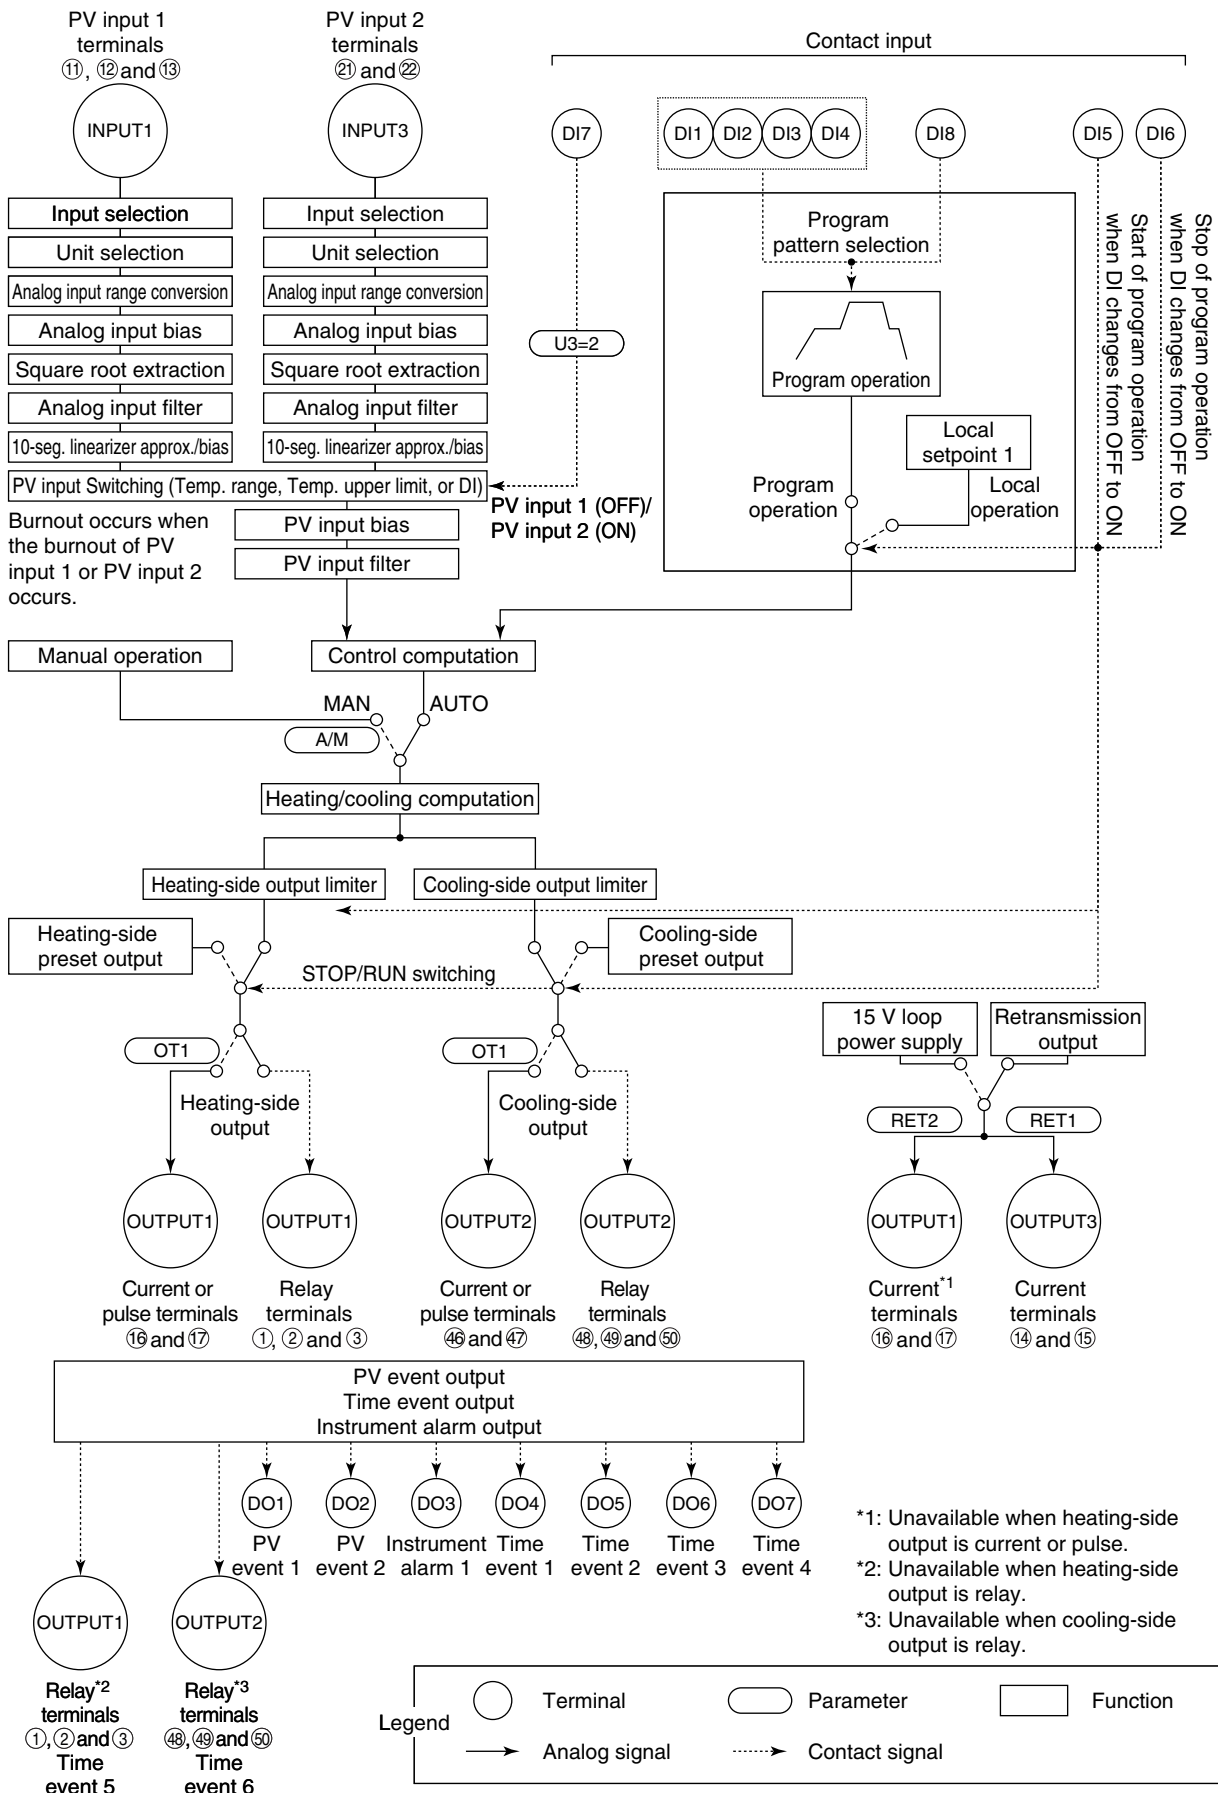 PV input 1
terminals
⑪, ⑫ and ⑬
INPUT1
PV input 2
terminals
㉑ and ㉒
INPUT3
Contact input
DI7
DI1
DI2
DI3
DI4
DI8
DI5
DI6
Input selection
Unit selection
Analog input range conversion
Analog input bias
Square root extraction
Analog input filter
10-seg. linearizer approx./bias
Input selection
Unit selection
Analog input range conversion
Analog input bias
Square root extraction
Analog input filter
10-seg. linearizer approx./bias
PV input Switching (Temp. range, Temp. upper limit, or DI)
U3=2
PV input 1 (OFF)/
PV input 2 (ON)
Burnout occurs when
the burnout of PV
input 1 or PV input 2
occurs.
PV input bias
PV input filter
Program
pattern selection
Program operation
Local
setpoint 1
Program
operation
Local
operation
Start of program operation
when DI changes from OFF to ON
Stop of program operation
when DI changes from OFF to ON
Manual operation
Control computation
MAN
AUTO
A/M
Heating/cooling computation
Heating-side output limiter
Cooling-side output limiter
Heating-side
preset output
STOP/RUN switching
Cooling-side
preset output
OT1
Heating-side
output
OT1
Cooling-side
output
15 V loop
power supply
Retransmission
output
RET2
RET1
OUTPUT1
Current or
pulse terminals
⑯ and ⑰
OUTPUT1
Relay
terminals
①, ② and ③
OUTPUT2
Current or
pulse terminals
㊻ and ㊼
OUTPUT2
Relay
terminals
㊽, ㊾ and ㊿
OUTPUT1
Current*1
terminals
⑯ and ⑰
OUTPUT3
Current
terminals
⑭ and ⑮
PV event output
Time event output
Instrument alarm output
DO1
PV
event 1
DO2
PV
event 2
DO3
Instrument
alarm 1
DO4
Time
event 1
DO5
Time
event 2
DO6
Time
event 3
DO7
Time
event 4
*1: Unavailable when heating-side
output is current or pulse.
*2: Unavailable when heating-side
output is relay.
*3: Unavailable when cooling-side
output is relay.
OUTPUT1
Relay*2
terminals
①, ② and ③
Time
event 5
OUTPUT2
Relay*3
terminals
㊽, ㊾ and ㊿
Time
event 6
Legend
Terminal
Parameter
Function
Analog signal
Contact signal